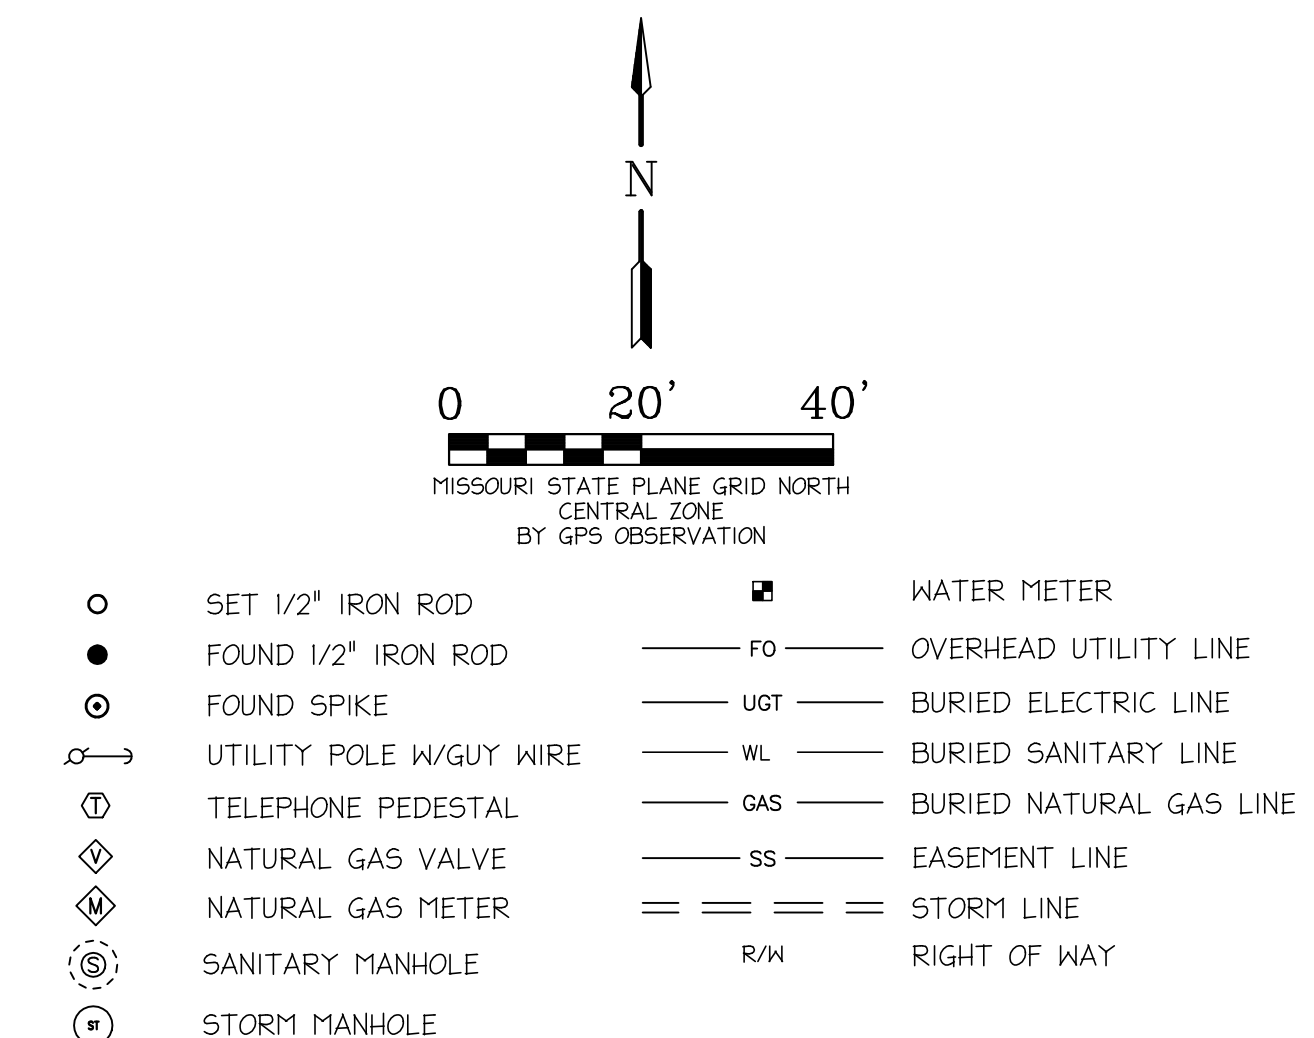 N
0 20' 40'
MISSOURI STATE PLANE GRID NORTH
CENTRAL ZONE
BY GPS OBSERVATION
SET 1/2" IRON ROD
FOUND 1/2" IRON ROD
FOUND SPIKE
UTILITY POLE W/GUY WIRE
T TELEPHONE PEDESTAL
V NATURAL GAS VALVE
M NATURAL GAS METER
S SANITARY MANHOLE
ST STORM MANHOLE
WATER METER
FO OVERHEAD UTILITY LINE
UGT BURIED ELECTRIC LINE
WL BURIED SANITARY LINE
GAS BURIED NATURAL GAS LINE
SS EASEMENT LINE
STORM LINE
R/W RIGHT OF WAY